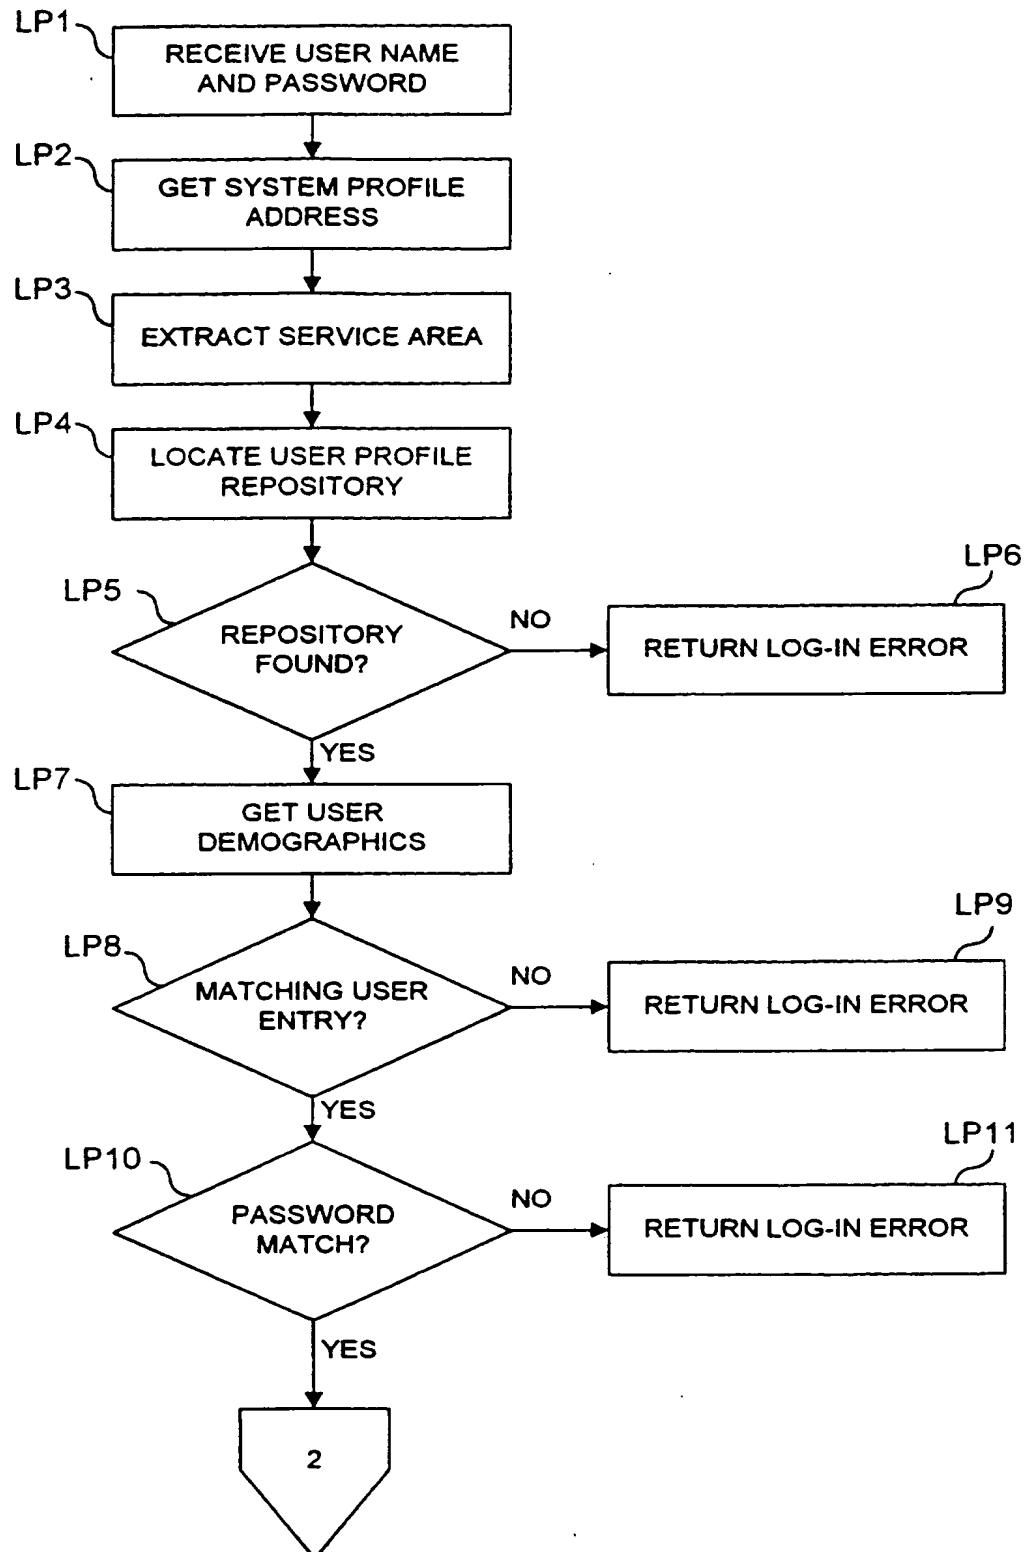 LP1
RECEIVE USER NAME
AND PASSWORD
LP2
GET SYSTEM PROFILE
ADDRESS
LP3
EXTRACT SERVICE AREA
LP4
LOCATE USER PROFILE
REPOSITORY
LP5
REPOSITORY
FOUND?
NO
LP6
RETURN LOG-IN ERROR
YES
LP7
GET USER
DEMOGRAPHICS
LP8
MATCHING USER
ENTRY?
NO
LP9
RETURN LOG-IN ERROR
YES
LP10
PASSWORD
MATCH?
NO
LP11
RETURN LOG-IN ERROR
YES
2